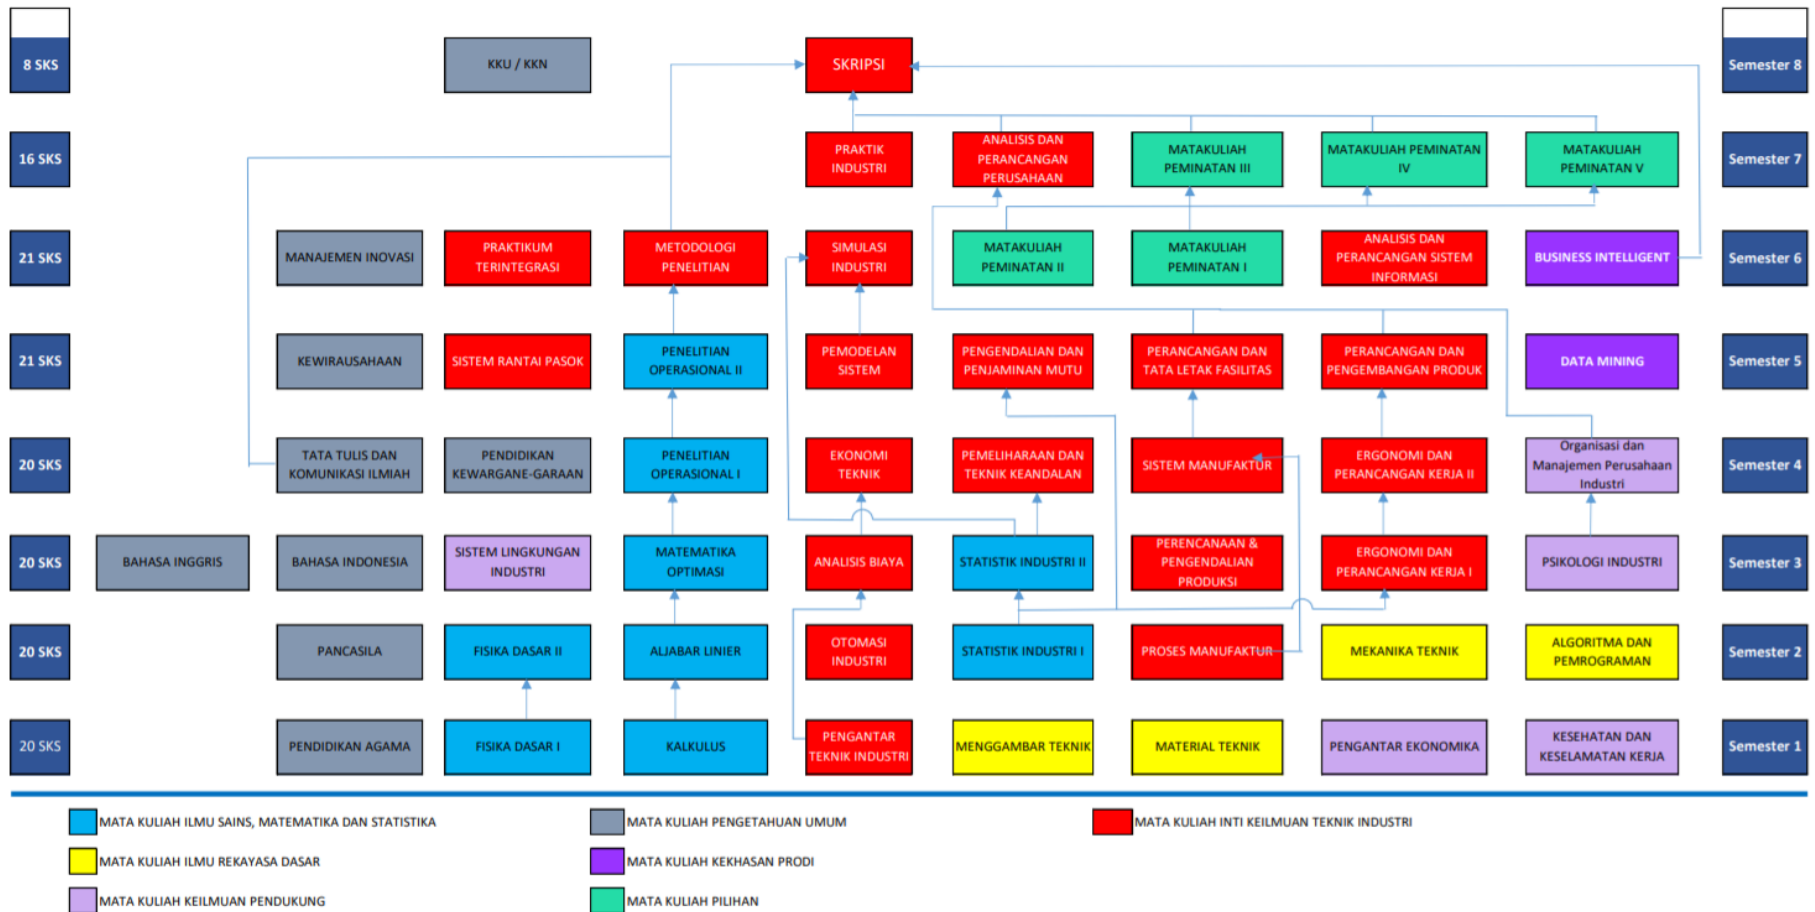 8 SKS
KKU / KKN
SKRIPSI
Semester 8
16 SKS
PRAKTIK
INDUSTRI
ANALISIS DAN
PERANCANGAN
PERUSAHAAN
MATAKULIAH
PEMINATAN III
MATAKULIAH PEMINATAN
IV
MATAKULIAH
PEMINATAN V
Semester 7
21 SKS
MANAJEMEN INOVASI
PRAKTIKUM
TERINTEGRASI
METODOLOGI
PENELITIAN
SIMULASI
INDUSTRI
MATAKULIAH
PEMINATAN II
MATAKULIAH
PEMINATAN I
ANALISIS DAN
PERANCANGAN SISTEM
INFORMASI
BUSINESS INTELLIGENT
Semester 6
21 SKS
KEWIRAUSAHAAN
SISTEM RANTAI PASOK
PENELITIAN
OPERASIONAL II
PEMODELAN
SISTEM
PENGENDALIAN DAN
PENJAMINAN MUTU
PERANCANGAN DAN
TATA LETAK FASILITAS
PERANCANGAN DAN
PENGEMBANGAN PRODUK
DATA MINING
Semester 5
20 SKS
TATA TULIS DAN
KOMUNIKASI ILMIAH
PENDIDIKAN
KEWARGANE-GARAAN
PENELITIAN
OPERASIONAL I
EKONOMI
TEKNIK
PEMELIHARAAN DAN
TEKNIK KEANDALAN
SISTEM MANUFAKTUR
ERGONOMI DAN
PERANCANGAN KERJA II
Organisasi dan
Manajemen Perusahaan
Industri
Semester 4
20 SKS
BAHASA INGGRIS
BAHASA INDONESIA
SISTEM LINGKUNGAN
INDUSTRI
MATEMATIKA
OPTIMASI
ANALISIS BIAYA
STATISTIK INDUSTRI II
PERENCANAAN &
PENGENDALIAN
PRODUKSI
ERGONOMI DAN
PERANCANGAN KERJA I
PSIKOLOGI INDUSTRI
Semester 3
20 SKS
PANCASILA
FISIKA DASAR II
ALJABAR LINIER
OTOMASI
INDUSTRI
STATISTIK INDUSTRI I
PROSES MANUFAKTUR
MEKANIKA TEKNIK
ALGORITMA DAN
PEMROGRAMAN
Semester 2
20 SKS
PENDIDIKAN AGAMA
FISIKA DASAR I
KALKULUS
PENGANTAR
TEKNIK INDUSTRI
MENGGAMBAR TEKNIK
MATERIAL TEKNIK
PENGANTAR EKONOMIKA
KESEHATAN DAN
KESELAMATAN KERJA
Semester 1
MATA KULIAH ILMU SAINS, MATEMATIKA DAN STATISTIKA
MATA KULIAH PENGETAHUAN UMUM
MATA KULIAH INTI KEILMUAN TEKNIK INDUSTRI
MATA KULIAH ILMU REKAYASA DASAR
MATA KULIAH KEKHASAN PRODI
MATA KULIAH KEILMUAN PENDUKUNG
MATA KULIAH PILIHAN